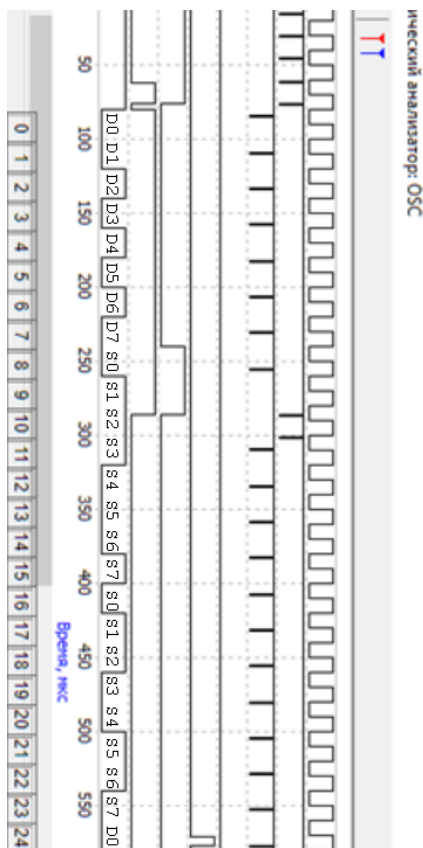 ический анализатор: OSC
D0 D1 D2 D3 D4 D5 D6 D7 S0 S1 S2 S3 S4 S5 S6 S7 S0 S1 S2 S3 S4 S5 S6 S7 D0
50 100 150 200 250 300 350 400 450 500 550
Время, мкс
0 1 2 3 4 5 6 7 8 9 10 11 12 13 14 15 16 17 18 19 20 21 22 23 24